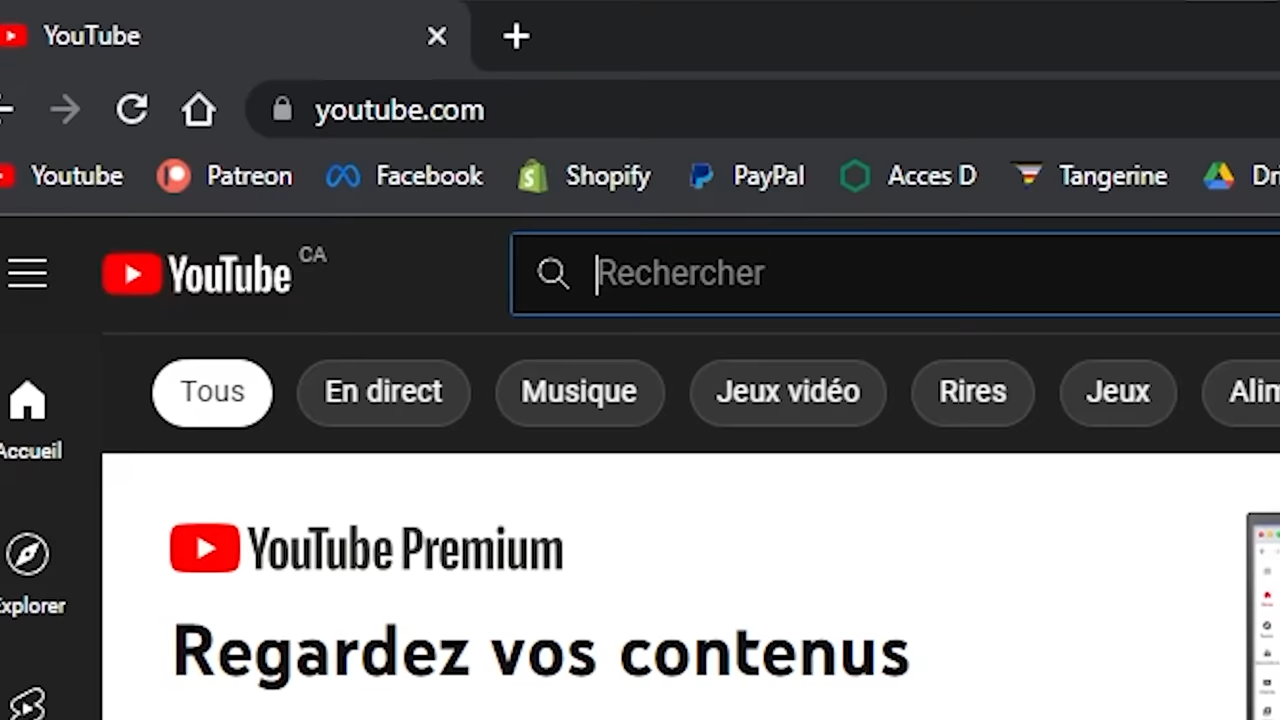 YouTube
youtube.com
Youtube Patreon Facebook Shopify PayPal Acces D Tangerine
YouTube CA Rechercher
Tous En direct Musique Jeux vidéo Rires Jeux
Accueil
YouTube Premium
Explorer
Regardez vos contenus